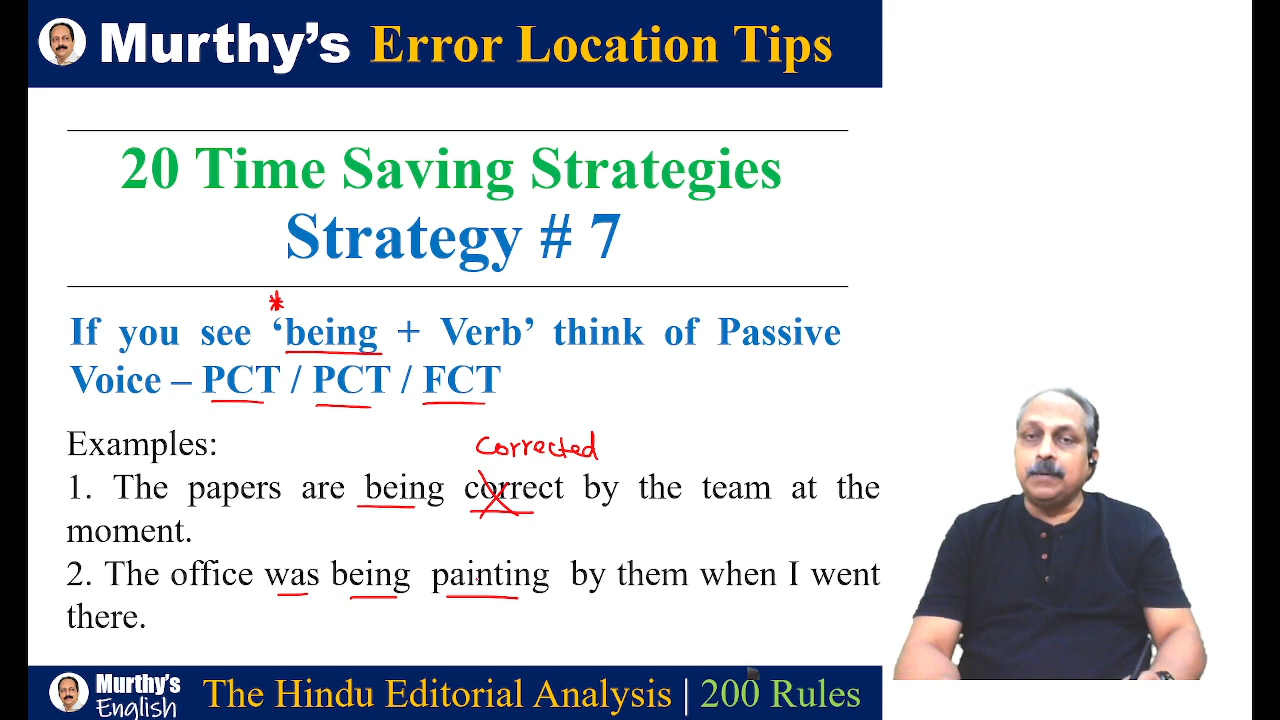 Murthy's Error Location Tips
20 Time Saving Strategies
Strategy # 7
*
If you see ‘being + Verb’ think of Passive
Voice – PCT / PCT / FCT
Examples:
corrected
1. The papers are being correct by the team at the
moment.
2. The office was being painting by them when I went
there.
Murthy's
English
The Hindu Editorial Analysis | 200 Rules